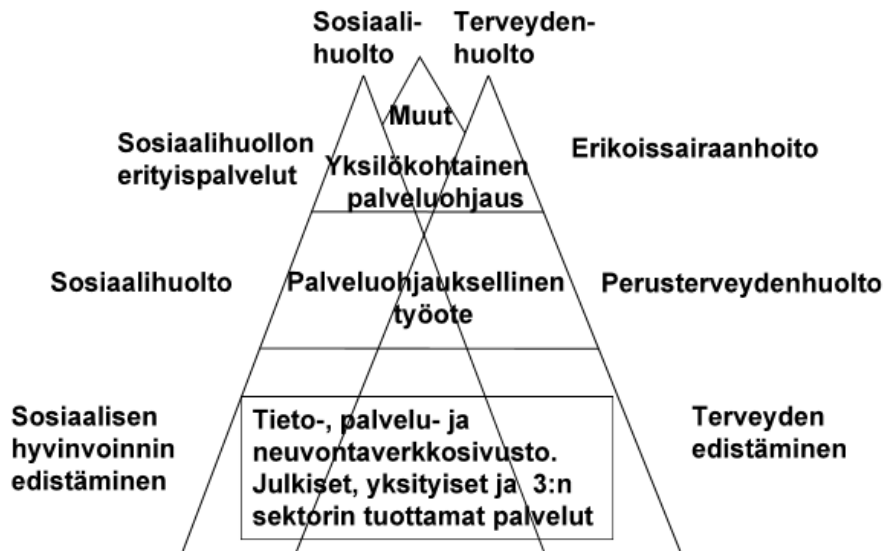 Sosiaali-
huolto
Terveyden-
huolto
Muut
Sosiaalihuollon
erityispalvelut
Yksilökohtainen
palveluohjaus
Erikoissairaanhoito
Sosiaalihuolto
Palveluohjauksellinen
työote
Perusterveydenhuolto
Sosiaalisen
hyvinvoinnin
edistäminen
Tieto-, palvelu- ja
neuvontaverkkosivusto.
Julkiset, yksityiset ja 3:n
sektorin tuottamat palvelut
Terveyden
edistäminen